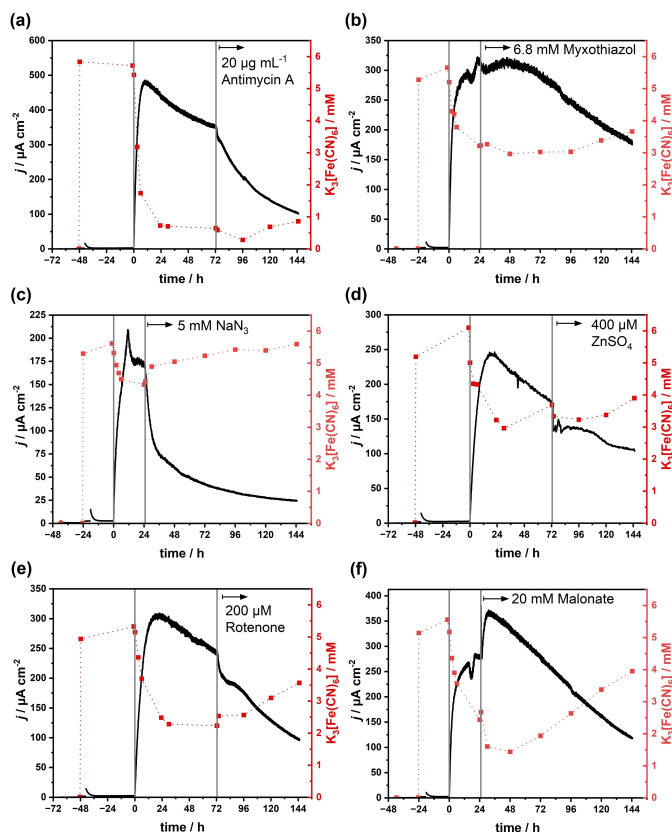 (a)
600
500
400
300
200
100
0
j / µA cm⁻²
20 µg mL⁻¹
Antimycin A
6
5
4
3
2
1
0
K₃[Fe(CN)₆] / mM
−72 −48 −24 0 24 48 72 96 120 144
time / h
(b)
350
300
250
200
150
100
50
0
j / µA cm⁻²
6.8 mM Myxothiazol
6
5
4
3
2
1
0
K₃[Fe(CN)₆] / mM
−48 −24 0 24 48 72 96 120 144
time / h
(c)
225
200
175
150
125
100
75
50
25
0
j / µA cm⁻²
5 mM NaN₃
6
5
4
3
2
1
0
K₃[Fe(CN)₆] / mM
−48 −24 0 24 48 72 96 120 144
time / h
(d)
300
250
200
150
100
50
0
j / µA cm⁻²
400 µM
ZnSO₄
6
5
4
3
2
1
0
K₃[Fe(CN)₆] / mM
−72 −48 −24 0 24 48 72 96 120 144
time / h
(e)
350
300
250
200
150
100
50
0
j / µA cm⁻²
200 µM
Rotenone
6
5
4
3
2
1
0
K₃[Fe(CN)₆] / mM
−72 −48 −24 0 24 48 72 96 120 144
time / h
(f)
400
350
300
250
200
150
100
50
0
j / µA cm⁻²
20 mM Malonate
6
5
4
3
2
1
0
K₃[Fe(CN)₆] / mM
−48 −24 0 24 48 72 96 120 144
time / h